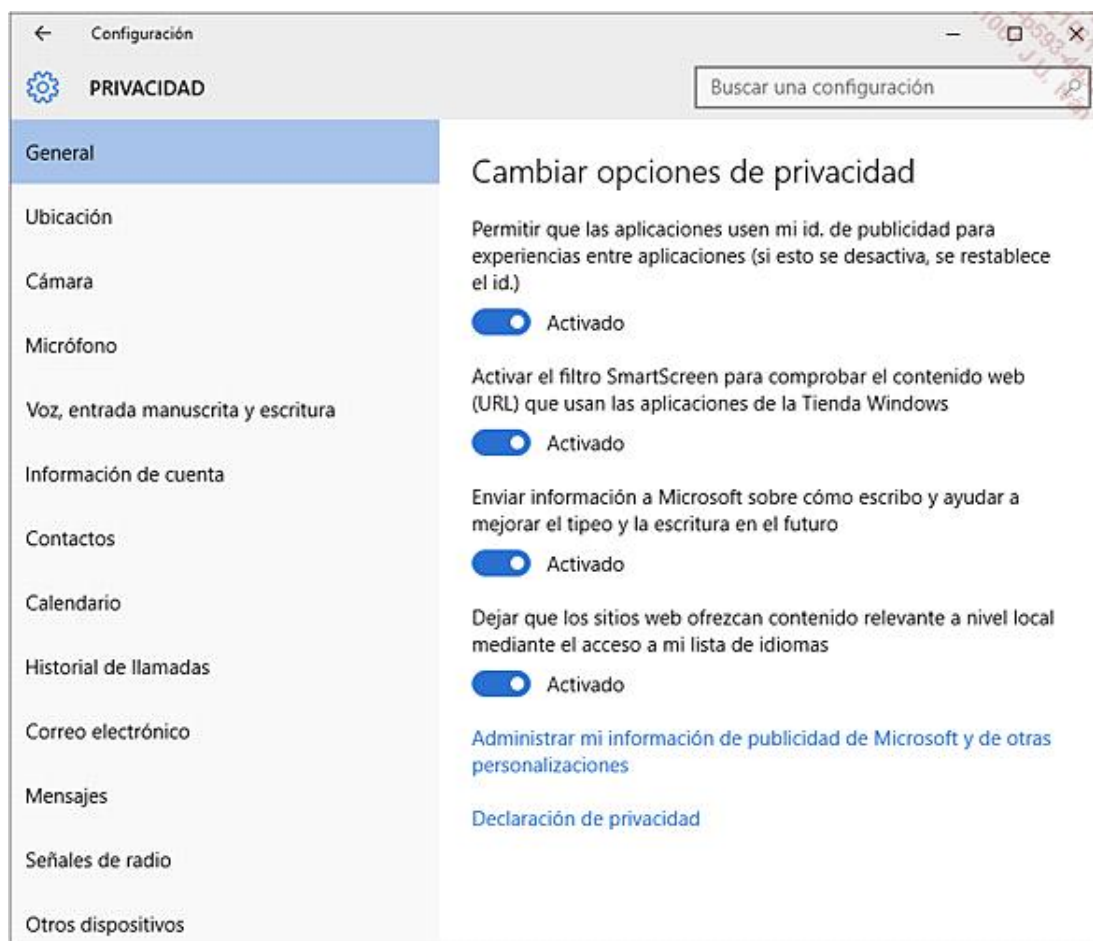 Configuración
PRIVACIDAD
Buscar una configuración
General
Ubicación
Cámara
Micrófono
Voz, entrada manuscrita y escritura
Información de cuenta
Contactos
Calendario
Historial de llamadas
Correo electrónico
Mensajes
Señales de radio
Otros dispositivos
Cambiar opciones de privacidad
Permitir que las aplicaciones usen mi id. de publicidad para
experiencias entre aplicaciones (si esto se desactiva, se restablece
el id.)
Activado
Activar el filtro SmartScreen para comprobar el contenido web
(URL) que usan las aplicaciones de la Tienda Windows
Activado
Enviar información a Microsoft sobre cómo escribo y ayudar a
mejorar el tipeo y la escritura en el futuro
Activado
Dejar que los sitios web ofrezcan contenido relevante a nivel local
mediante el acceso a mi lista de idiomas
Activado
Administrar mi información de publicidad de Microsoft y de otras
personalizaciones
Declaración de privacidad